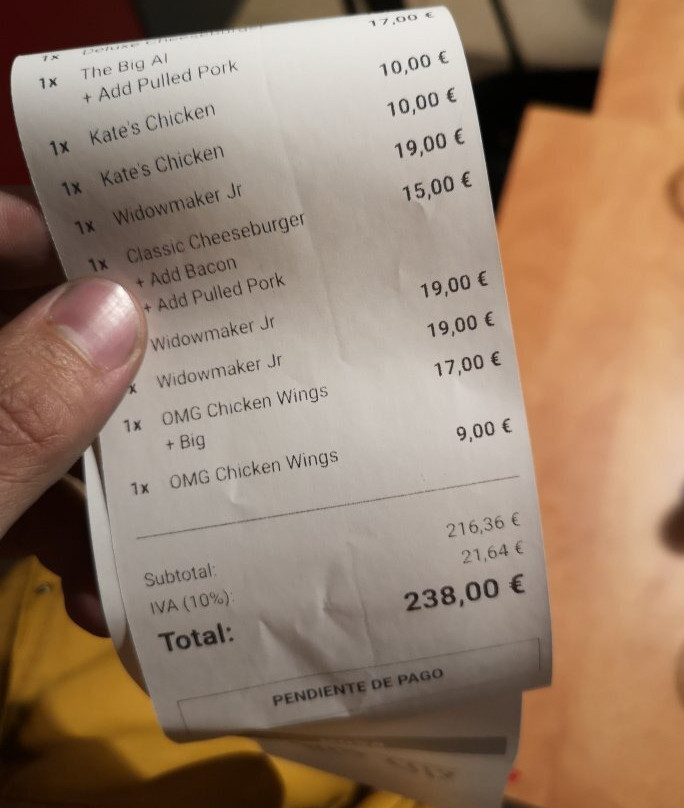 1x Deluxe Cheeseburger
1x The Big Al 17,00 €
+ Add Pulled Pork
1x Kate's Chicken 10,00 €
1x Kate's Chicken 10,00 €
1x Widowmaker Jr 19,00 €
1x Classic Cheeseburger 15,00 €
+ Add Bacon
+ Add Pulled Pork
Widowmaker Jr 19,00 €
x Widowmaker Jr 19,00 €
1x OMG Chicken Wings 17,00 €
+ Big
1x OMG Chicken Wings 9,00 €
Subtotal: 216,36 €
IVA (10%): 21,64 €
Total: 238,00 €
PENDIENTE DE PAGO